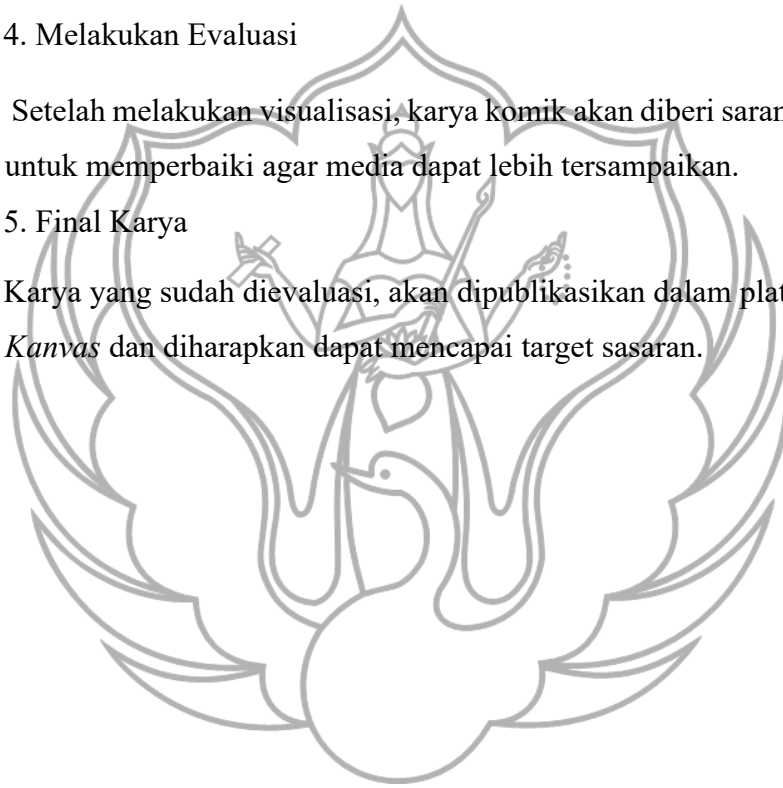 4. Melakukan Evaluasi
Setelah melakukan visualisasi, karya komik akan diberi saran
untuk memperbaiki agar media dapat lebih tersampaikan.
5. Final Karya
Karya yang sudah dievaluasi, akan dipublikasikan dalam
Kanvas dan diharapkan dapat mencapai target sasaran.